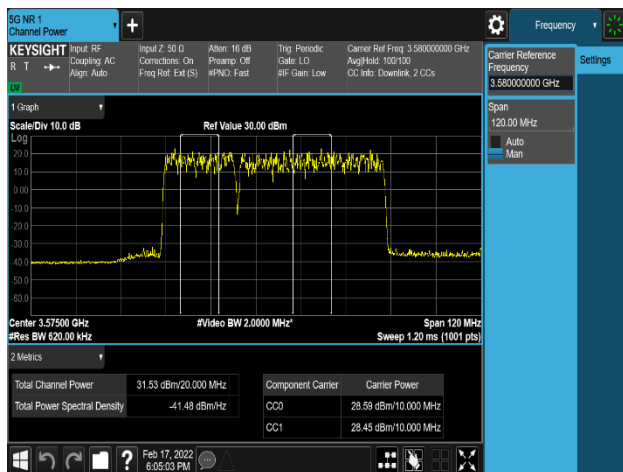 5G NR 1
Channel Power
Frequency
KEYSIGHT
R T
Input: RF
Coupling: AC
Align: Auto
Input Z: 50 Ω
Corrections: On
Freq Ref: Ext (S)
Atten: 16 dB
Preamp: Off
#PNO: Fast
Trig: Periodic
Gate: LO
#IF Gain: Low
Carrier Ref Freq: 3.580000000 GHz
Avg|Hold: 100/100
CC Info: Downlink, 2 CCs
Carrier Reference
Frequency
3.580000000 GHz
Settings
Span
120.00 MHz
Auto
Man
1 Graph
Scale/Div 10.0 dB
Ref Value 30.00 dBm
Log
20.0
10.0
0.00
-10.0
-20.0
-30.0
-40.0
-50.0
-60.0
Center 3.57500 GHz
#Video BW 2.0000 MHz*
Span 120 MHz
#Res BW 620.00 kHz
Sweep 1.20 ms (1001 pts)
2 Metrics
Total Channel Power
31.53 dBm/20.000 MHz
Total Power Spectral Density
-41.48 dBm/Hz
Component Carrier
Carrier Power
CC0
28.59 dBm/10.000 MHz
CC1
28.45 dBm/10.000 MHz
?
Feb 17, 2022
6:05:03 PM